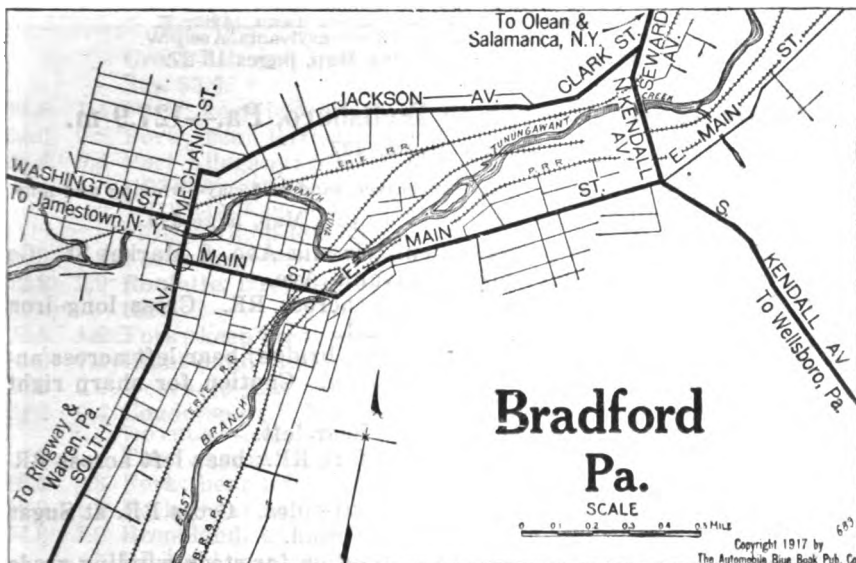 To Olean &
Salamanca, N.Y.
CLARK ST.
SEWARD AV.
N. KENDALL AV.
E. MAIN ST.
CREEK
TUNUNGAWANT
JACKSON AV.
MECHANIC ST.
ERIE R.R.
P.R.R.
WASHINGTON ST.
To Jamestown, N.Y.
BRANCH
MAIN ST.
E. MAIN ST.
S. KENDALL AV
To Wellsboro, Pa.
SOUTH AV.
To Ridgway &
Warren, Pa.
ERIE R.R.
EAST BRANCH
B.R. & P. R.R.
Bradford
Pa.
SCALE
0 0.1 0.2 0.3 0.4 0.5 MILE
689
Copyright 1917 by
The Automobile Blue Book Pub. Co